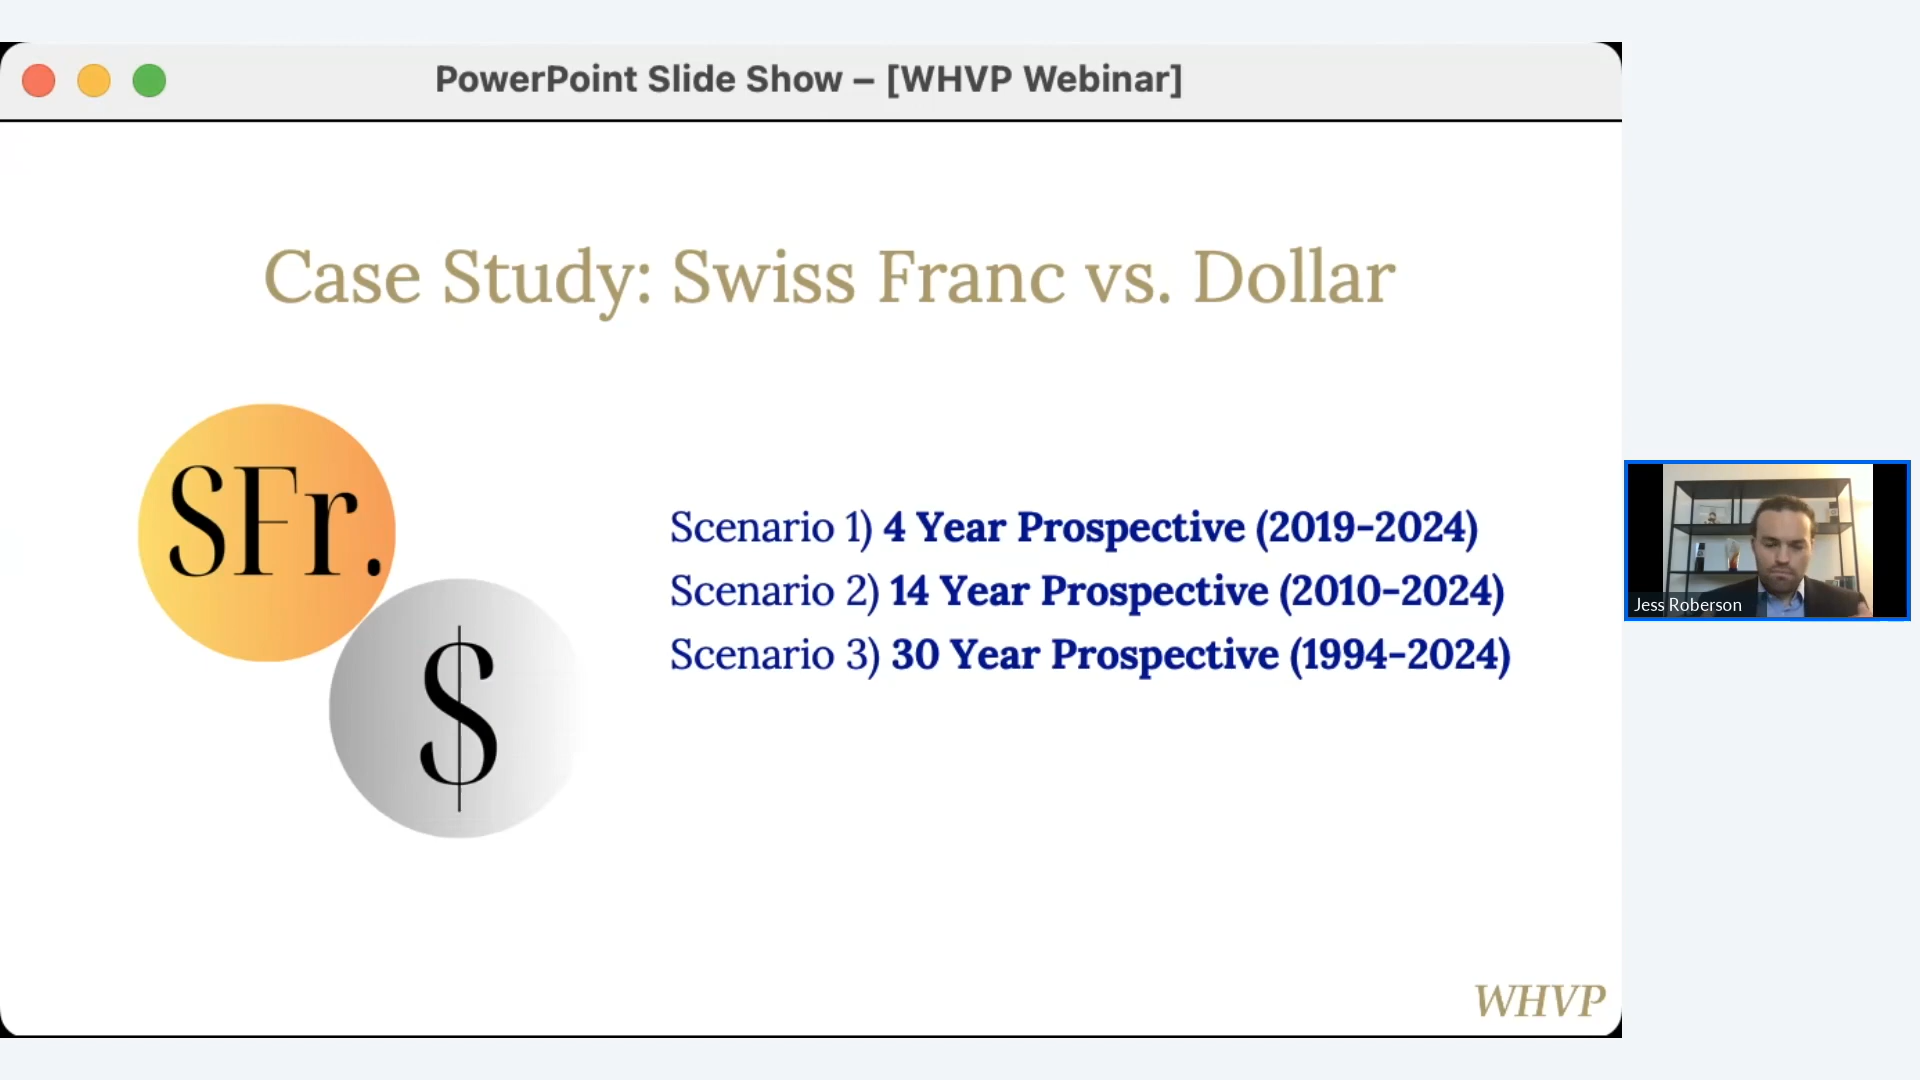 PowerPoint Slide Show – [WHVP Webinar]
Case Study: Swiss Franc vs. Dollar
SFr.
$
Scenario 1) 4 Year Prospective (2019-2024)
Scenario 2) 14 Year Prospective (2010-2024)
Scenario 3) 30 Year Prospective (1994-2024)
Jess Roberson
WHVP